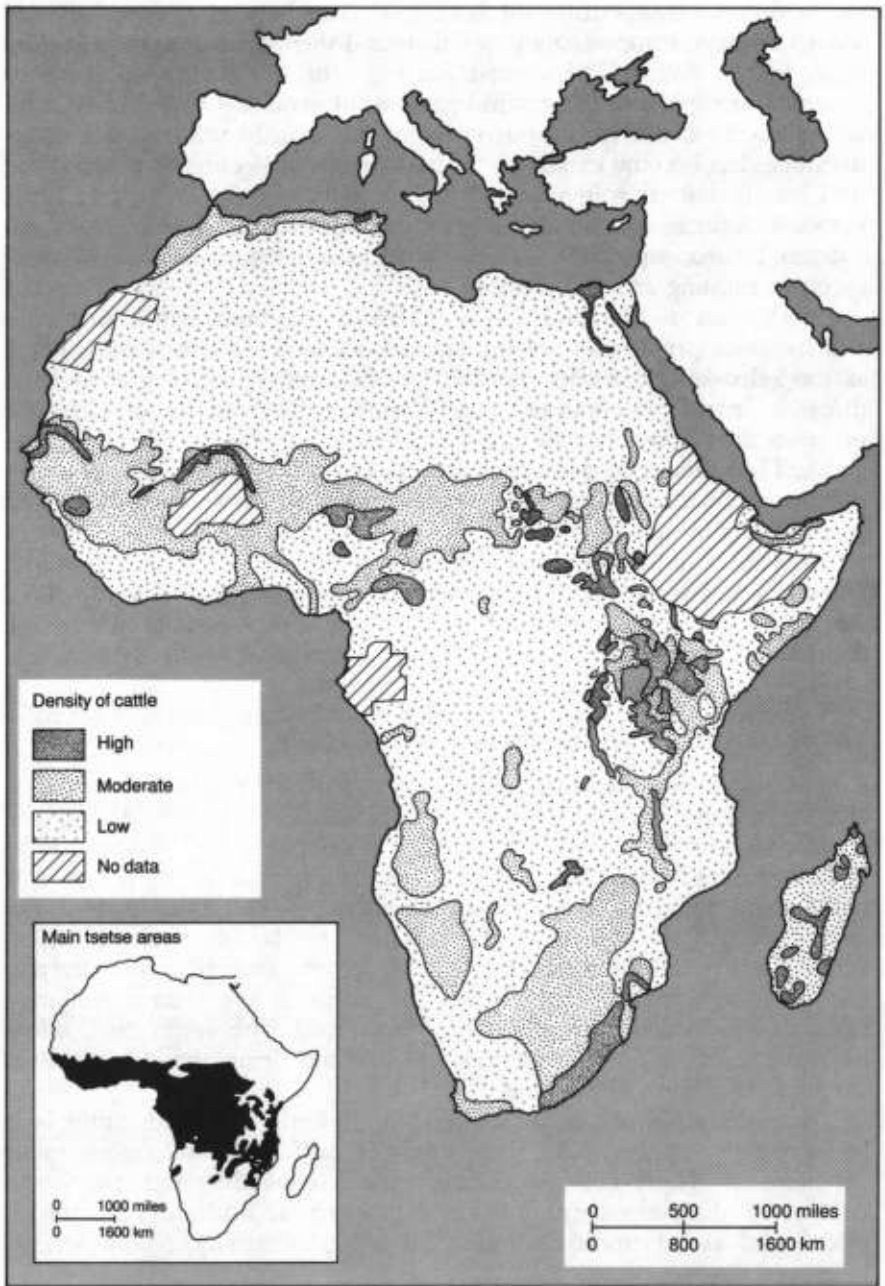 Density of cattle
High
Moderate
Low
No data
Main tsetse areas
0 1000 miles
0 1600 km
0 500 1000 miles
0 800 1600 km